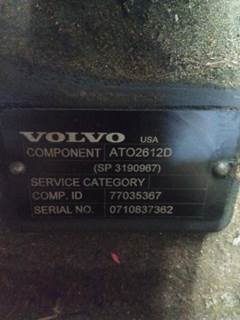 VOLVO USA
COMPONENT ATO2612D
(SP 3190967)
SERVICE CATEGORY
COMP. ID 77035367
SERIAL NO. 0710837362